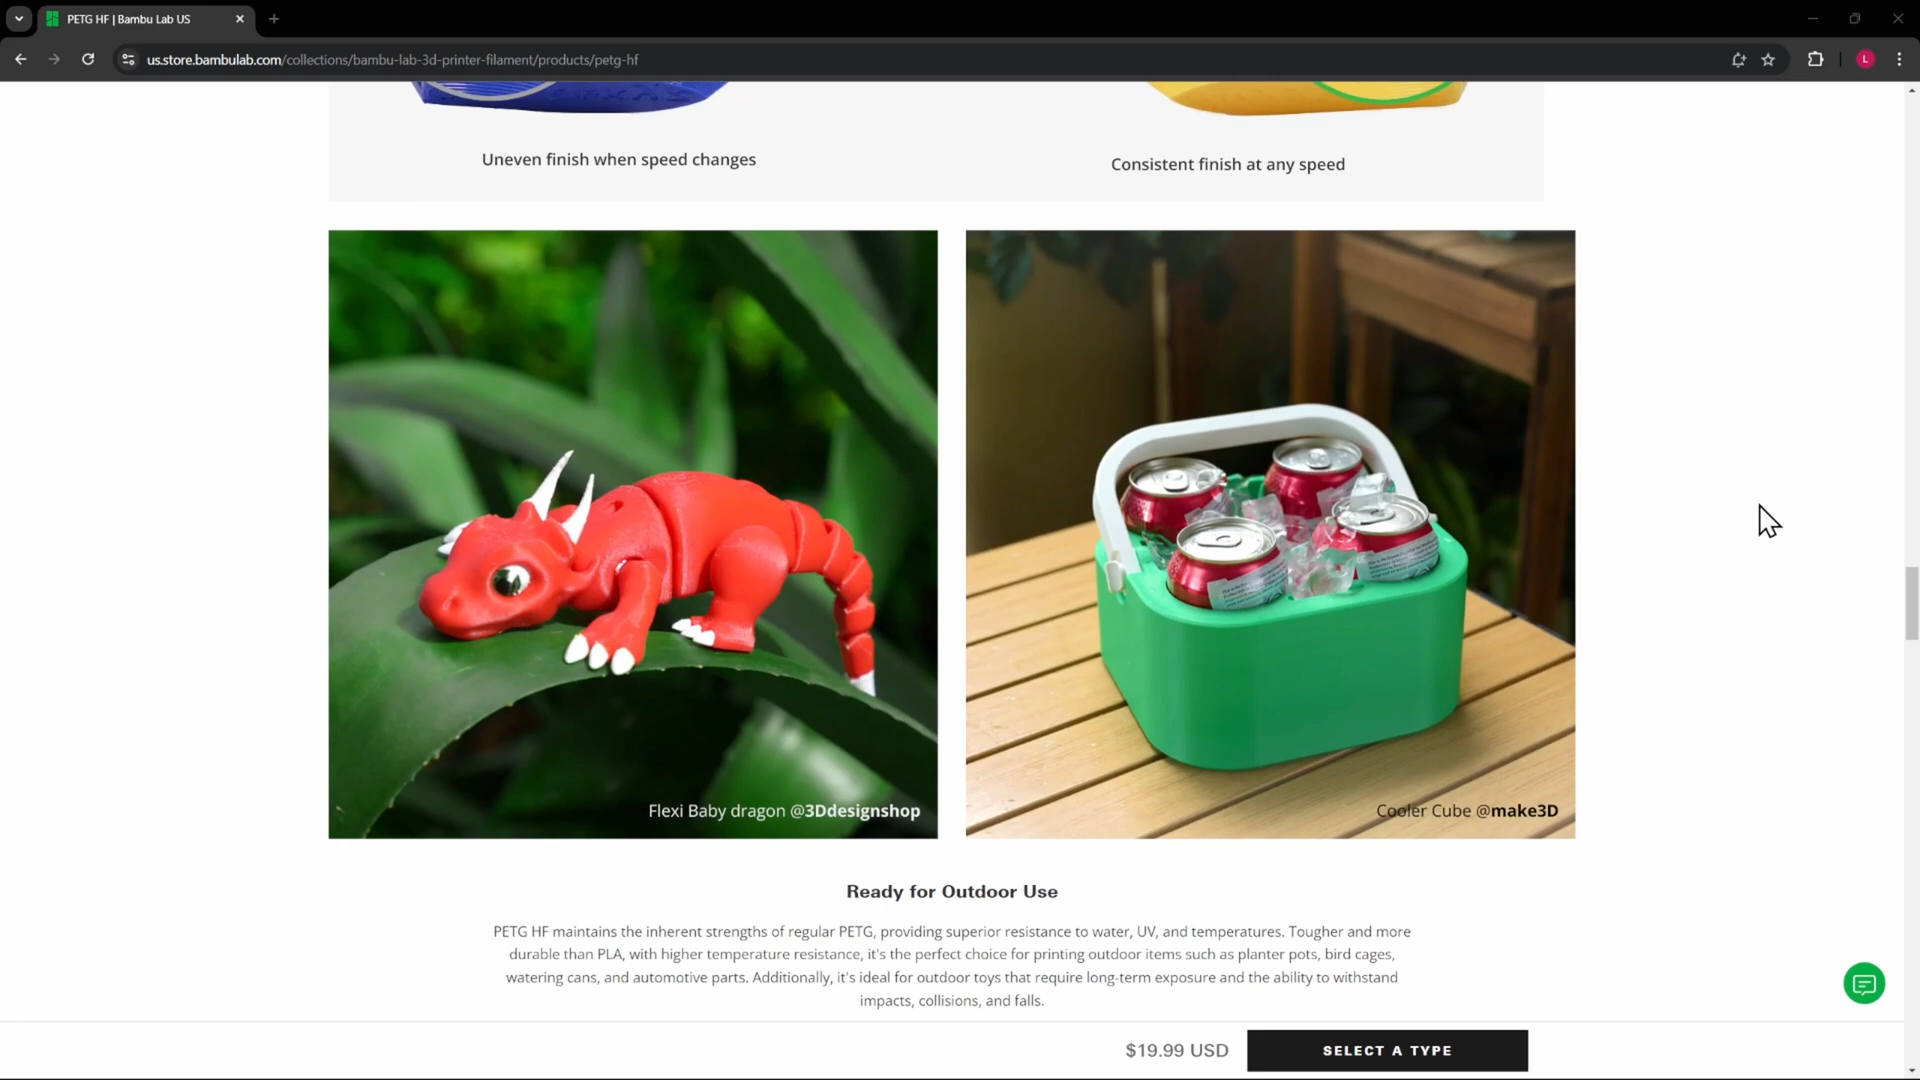 PETG HF | Bambu Lab US
us.store.bambulab.com/collections/bambu-lab-3d-printer-filament/products/petg-hf
L
Uneven finish when speed changes
Consistent finish at any speed
Flexi Baby dragon @3Ddesignshop
Cooler Cube @make3D
Ready for Outdoor Use
PETG HF maintains the inherent strengths of regular PETG, providing superior resistance to water, UV, and temperatures. Tougher and more
durable than PLA, with higher temperature resistance, it's the perfect choice for printing outdoor items such as planter pots, bird cages,
watering cans, and automotive parts. Additionally, it's ideal for outdoor toys that require long-term exposure and the ability to withstand
impacts, collisions, and falls.
$19.99 USD
SELECT A TYPE